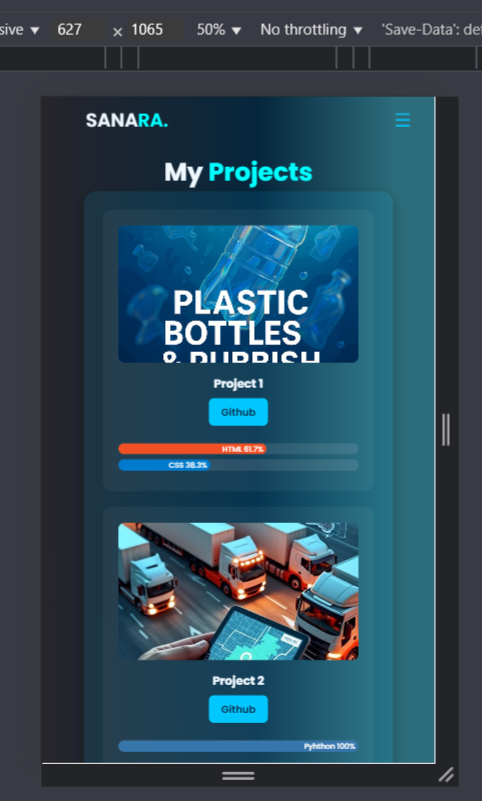 sive ▼ 627 × 1065 50% ▼ No throttling ▼ 'Save-Data': def
SANARA.
My Projects
PLASTIC
BOTTLES
& RUBBISH
Project 1
Github
HTML 61.7%
CSS 38.3%
Project 2
Github
Pyhthon 100%